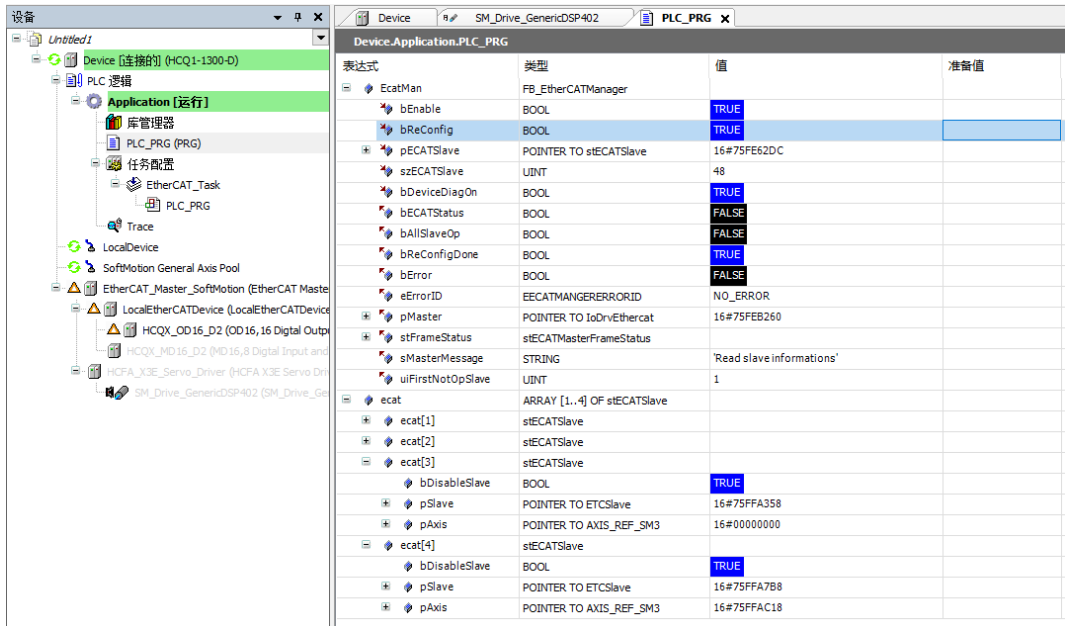 设备
Untitled1
Device [连接的] (HCQ1-1300-D)
PLC 逻辑
Application [运行]
库管理器
PLC_PRG (PRG)
任务配置
EtherCAT_Task
PLC_PRG
Trace
LocalDevice
SoftMotion General Axis Pool
EtherCAT_Master_SoftMotion (EtherCAT Maste
LocalEtherCATDevice (LocalEtherCATDevice
HCQX_OD16_D2 (OD16,16 Digtal Outp
HCQX_MD16_D2 (MD16,8 Digtal Input and
HCFA_X3E_Servo_Driver (HCFA X3E Servo Driv
SM_Drive_GenericDSP402 (SM_Drive_Ger
Device SM_Drive_GenericDSP402 PLC_PRG
Device.Application.PLC_PRG
表达式 类型 值 准备值
EcatMan FB_EtherCATManager
bEnable BOOL TRUE
bReConfig BOOL TRUE
pECATSlave POINTER TO stECATSlave 16#75FE62DC
szECATSlave UINT 48
bDeviceDiagOn BOOL TRUE
bECATStatus BOOL FALSE
bAllSlaveOp BOOL FALSE
bReConfigDone BOOL TRUE
bError BOOL FALSE
eErrorID EECATMANGERERRORID NO_ERROR
pMaster POINTER TO IoDrvEthercat 16#75FEB260
stFrameStatus stECATMasterFrameStatus
sMasterMessage STRING 'Read slave informations'
uiFirstNotOpSlave UINT 1
ecat ARRAY [1..4] OF stECATSlave
ecat[1] stECATSlave
ecat[2] stECATSlave
ecat[3] stECATSlave
bDisableSlave BOOL TRUE
pSlave POINTER TO ETCSlave 16#75FFA358
pAxis POINTER TO AXIS_REF_SM3 16#00000000
ecat[4] stECATSlave
bDisableSlave BOOL TRUE
pSlave POINTER TO ETCSlave 16#75FFA7B8
pAxis POINTER TO AXIS_REF_SM3 16#75FFAC18